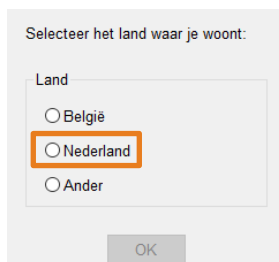 Selecteer het land waar je woont:
Land
België
Nederland
Ander
OK